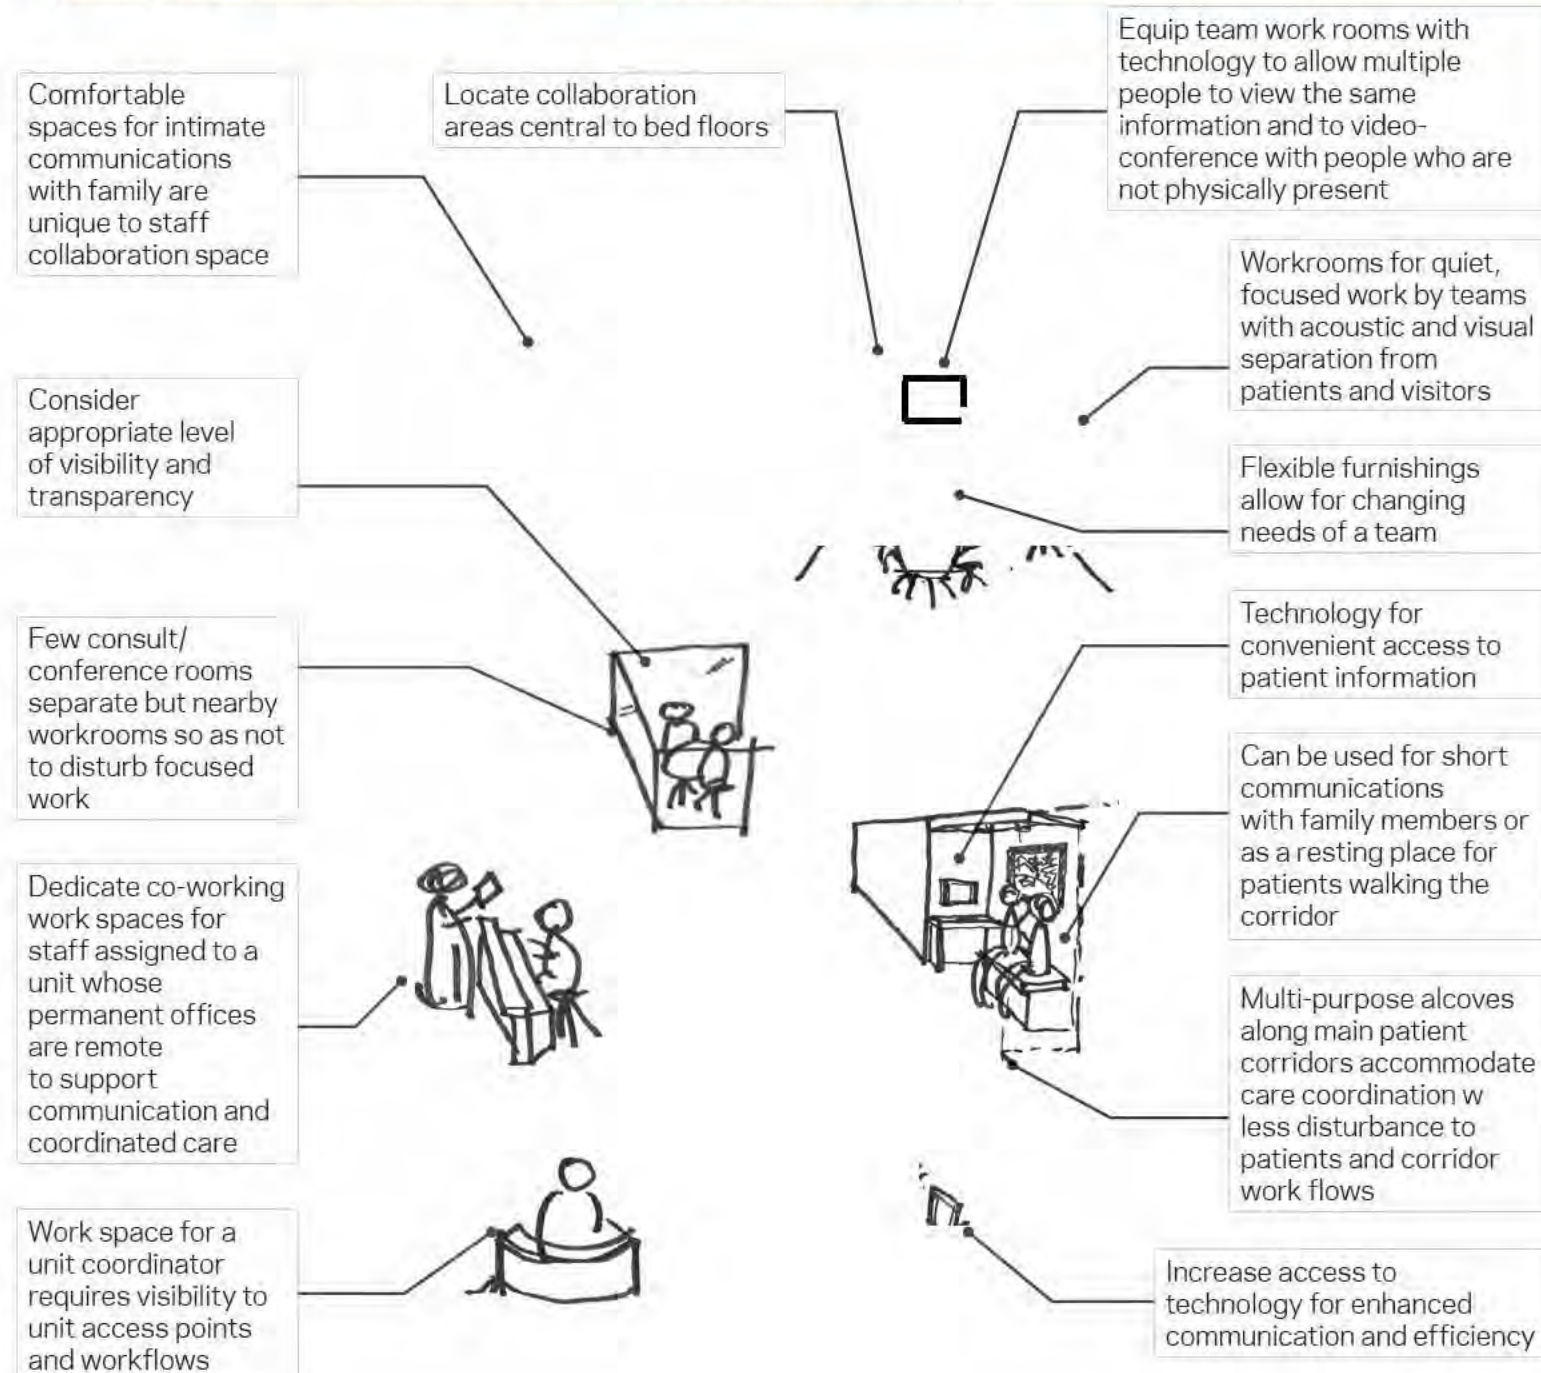 Comfortable
spaces for intimate
communications
with family are
unique to staff
collaboration space
Locate collaboration
areas central to bed floors
Equip team work rooms with
technology to allow multiple
people to view the same
information and to video-
conference with people who are
not physically present
Workrooms for quiet,
focused work by teams
with acoustic and visual
separation from
patients and visitors
Consider
appropriate level
of visibility and
transparency
Flexible furnishings
allow for changing
needs of a team
Few consult/
conference rooms
separate but nearby
workrooms so as not
to disturb focused
work
Technology for
convenient access to
patient information
Can be used for short
communications
with family members or
as a resting place for
patients walking the
corridor
Dedicate co-working
work spaces for
staff assigned to a
unit whose
permanent offices
are remote
to support
communication and
coordinated care
Multi-purpose alcoves
along main patient
corridors accommodate
care coordination w
less disturbance to
patients and corridor
work flows
Work space for a
unit coordinator
requires visibility to
unit access points
and workflows
Increase access to
technology for enhanced
communication and efficiency